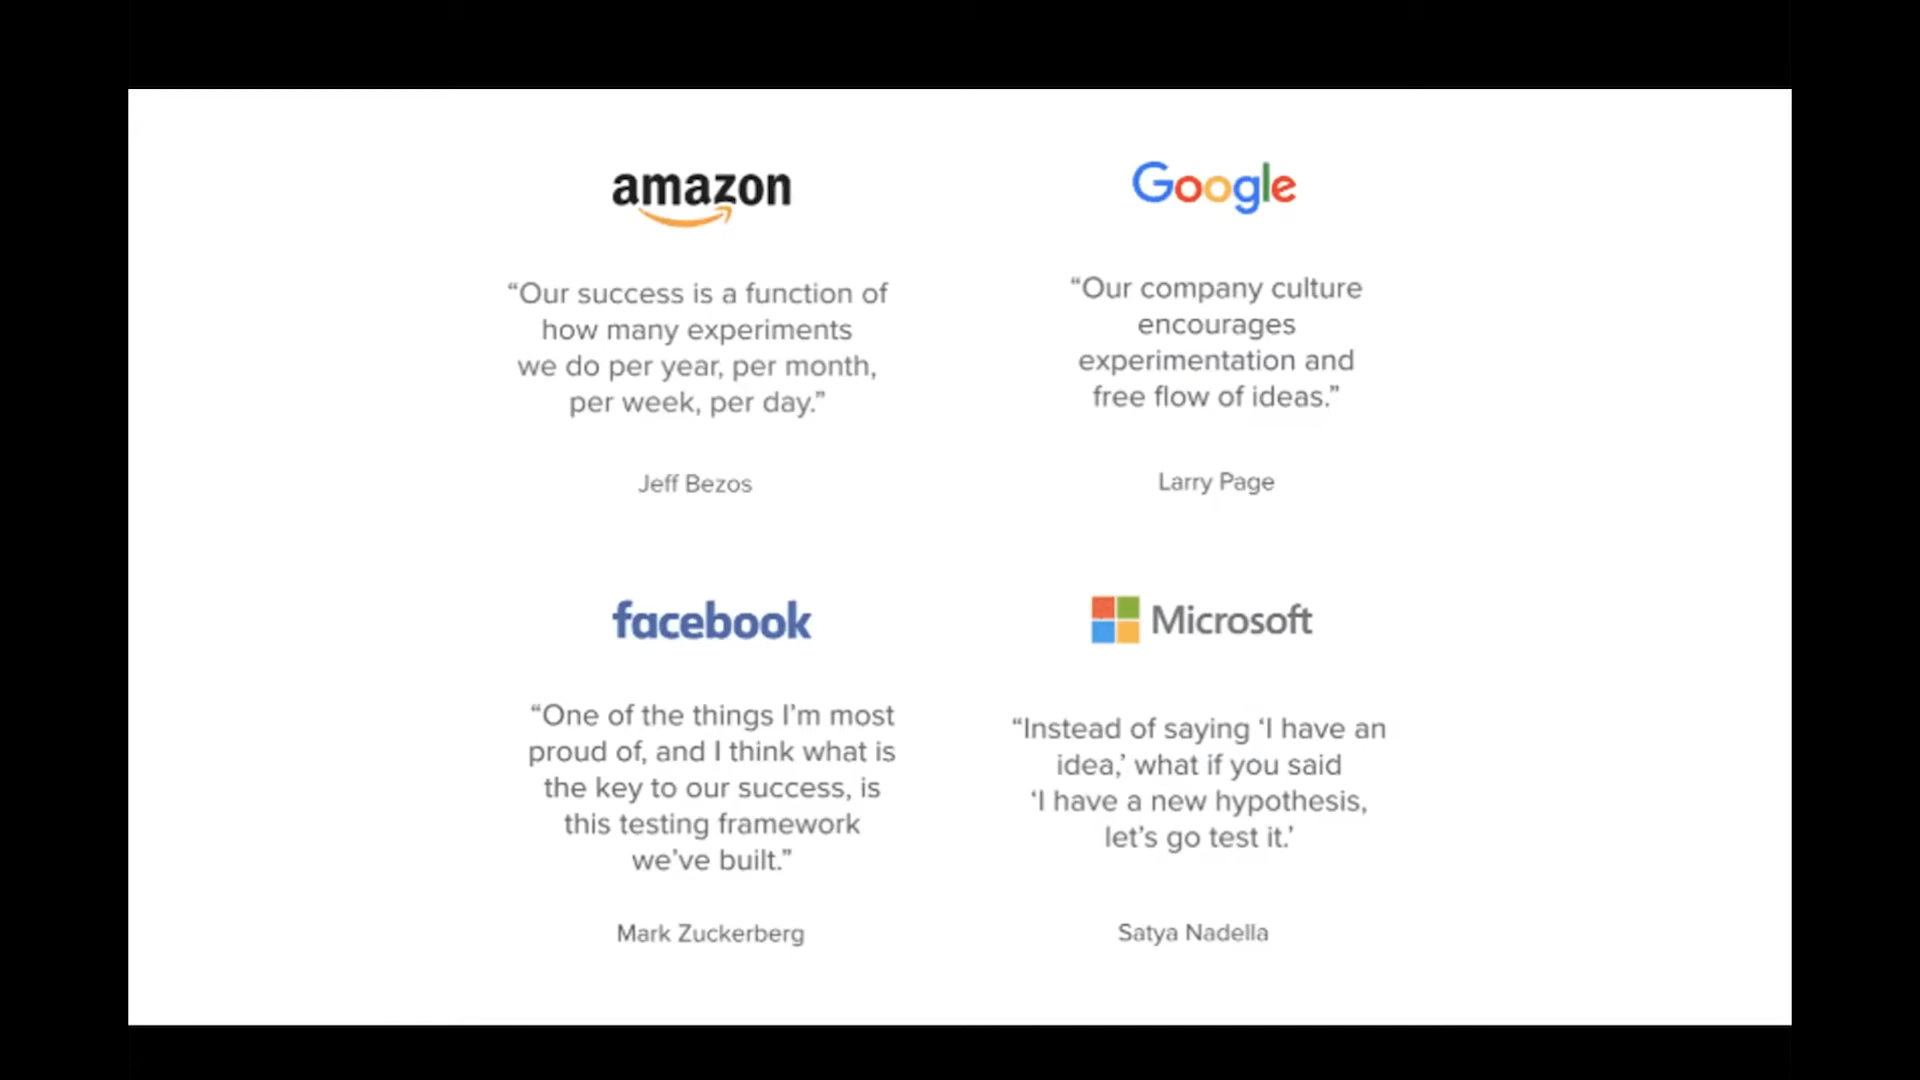 amazon
“Our success is a function of
how many experiments
we do per year, per month,
per week, per day.”
Jeff Bezos
Google
“Our company culture
encourages
experimentation and
free flow of ideas.”
Larry Page
facebook
“One of the things I’m most
proud of, and I think what is
the key to our success, is
this testing framework
we’ve built.”
Mark Zuckerberg
Microsoft
“Instead of saying ‘I have an
idea,’ what if you said
‘I have a new hypothesis,
let’s go test it.’
Satya Nadella